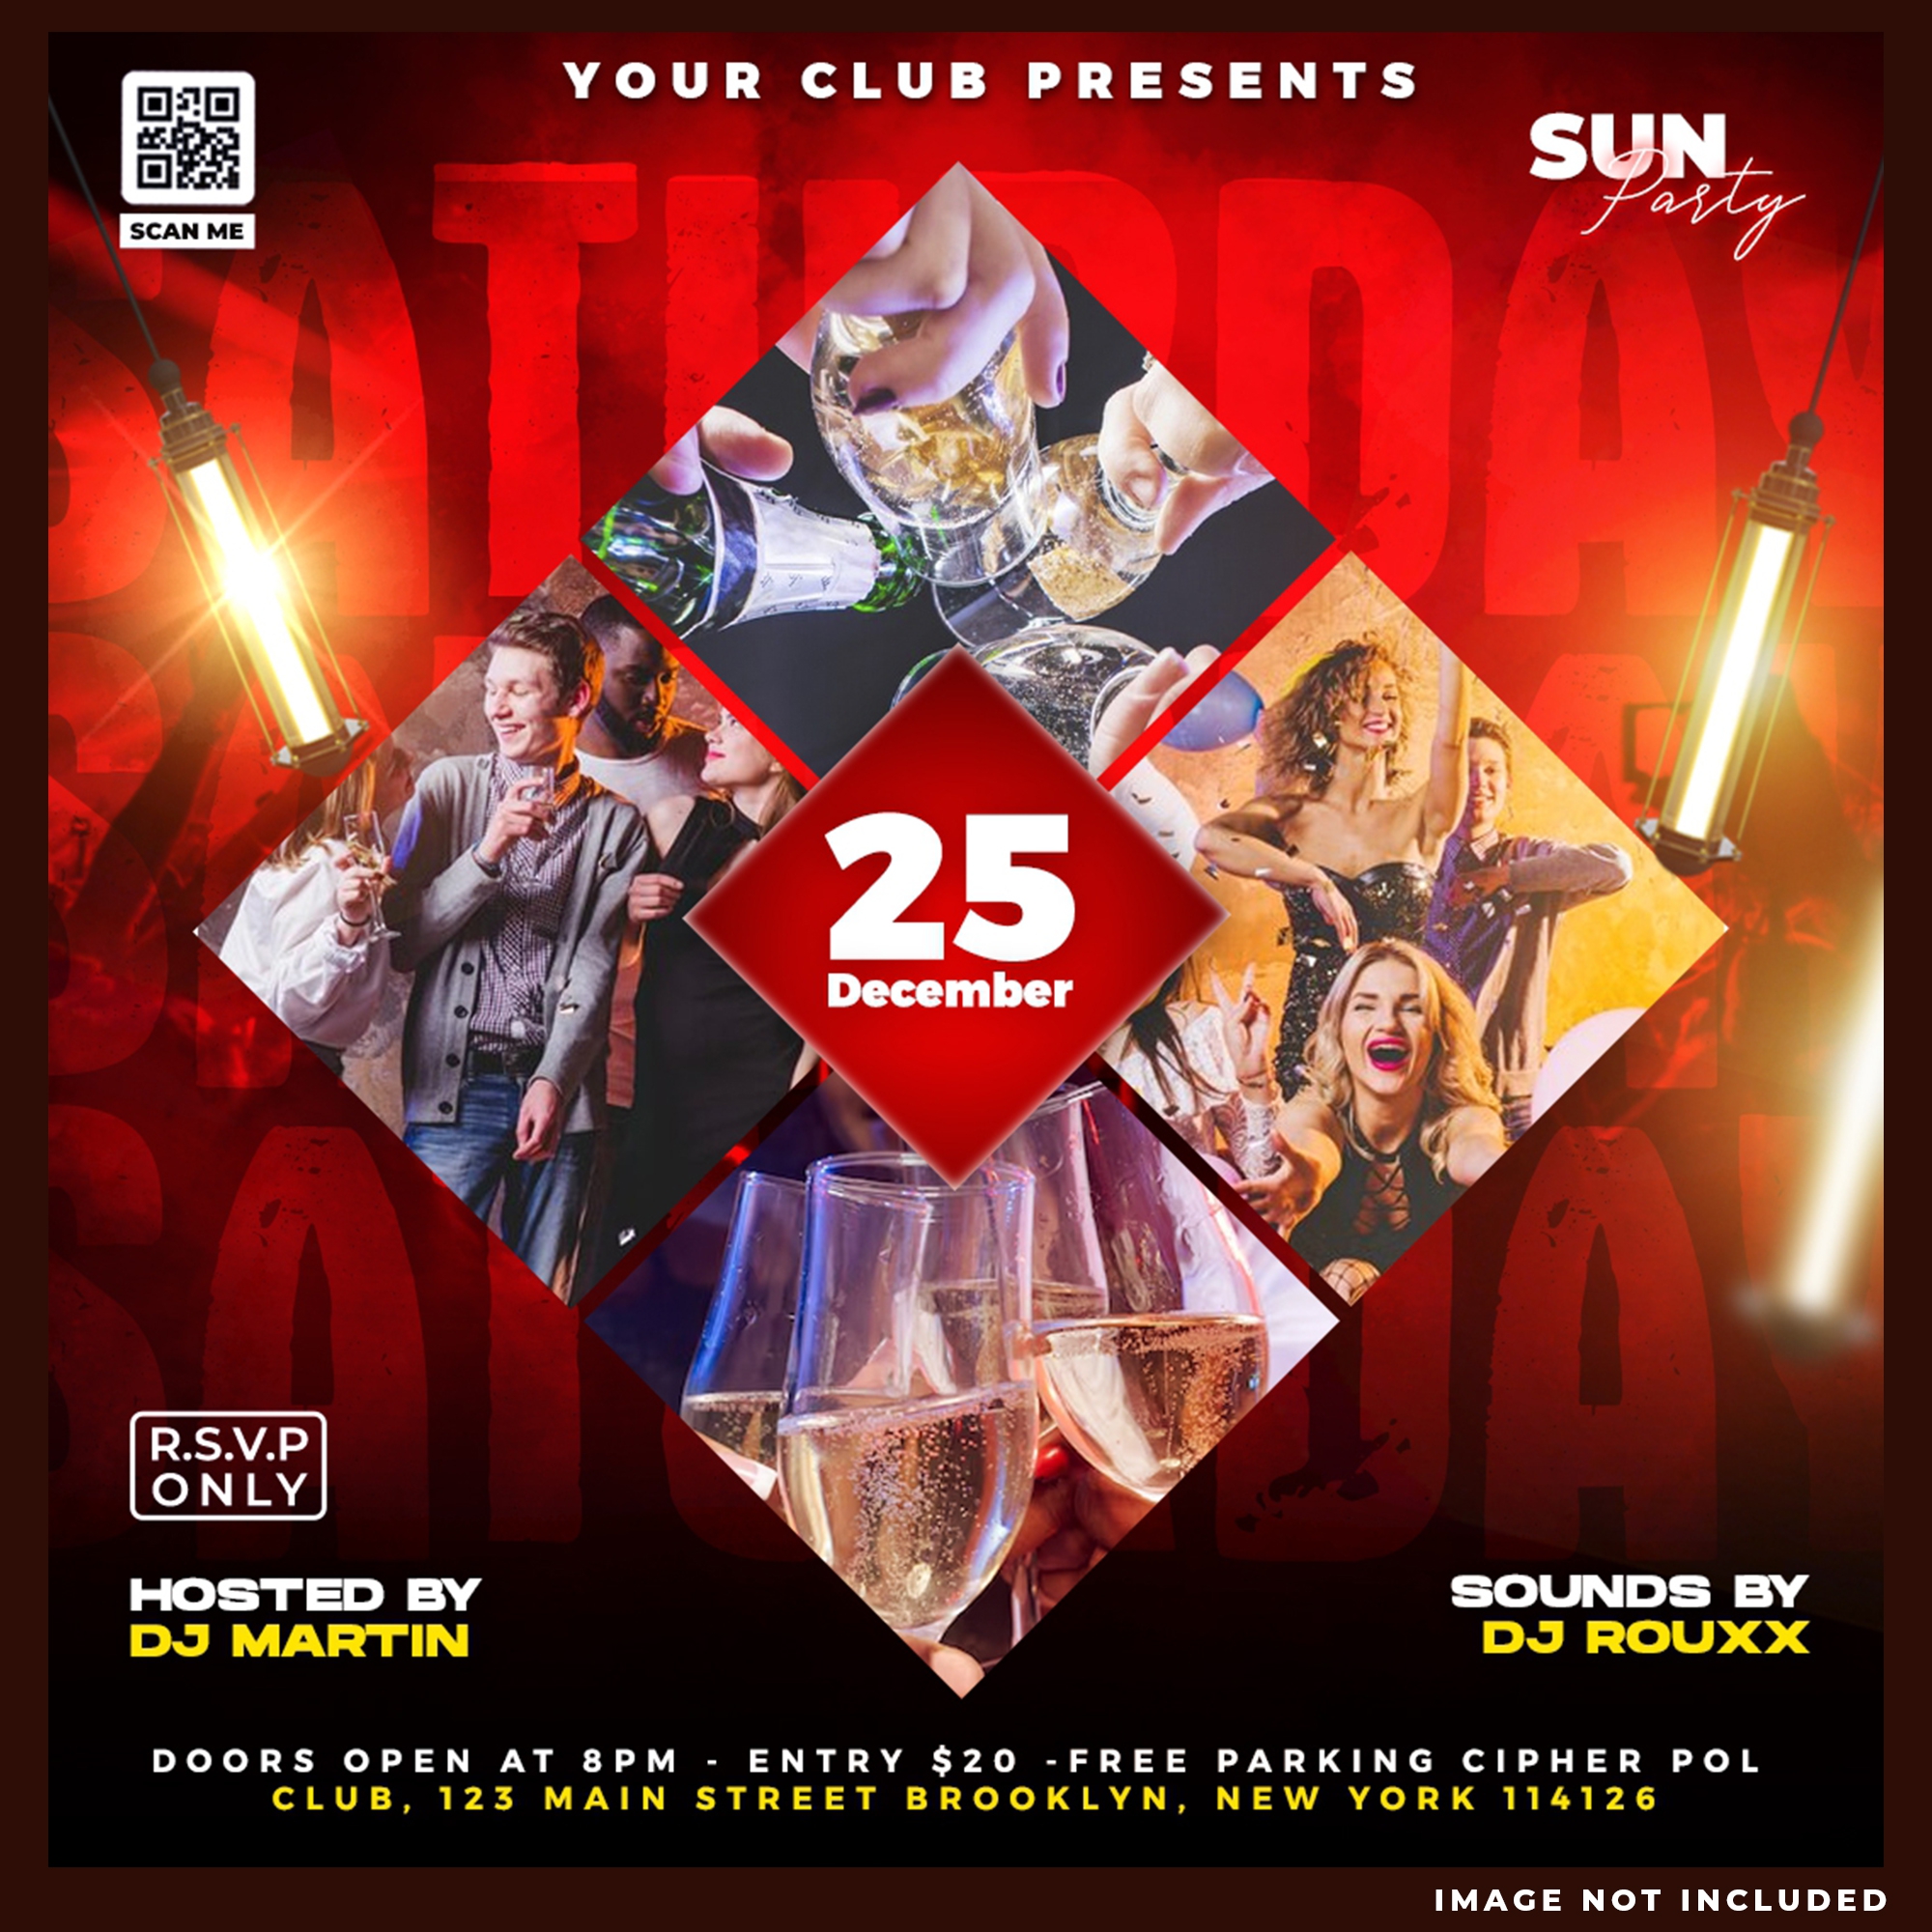 YOUR CLUB PRESENTS
SCAN ME
SUN
Party
SATURDAY
25
December
SATURDAY
R.S.V.P
ONLY
HOSTED BY
DJ MARTIN
SOUNDS BY
DJ ROUXX
DOORS OPEN AT 8PM - ENTRY $20 -FREE PARKING CIPHER POL
CLUB, 123 MAIN STREET BROOKLYN, NEW YORK 114126
IMAGE NOT INCLUDED